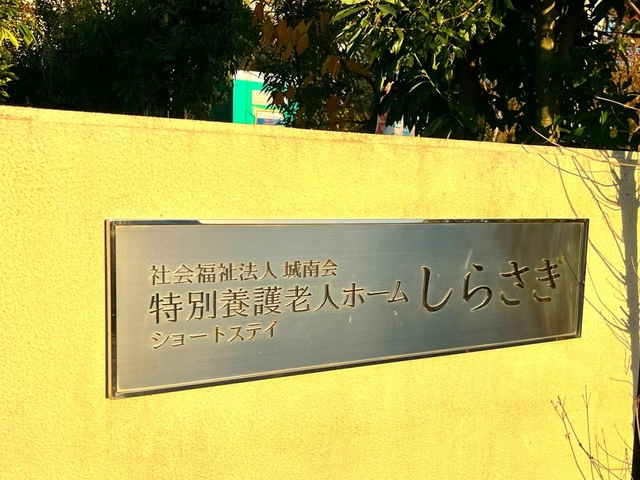 社会福祉法人 城南会
特別養護老人ホーム しらさぎ
ショートステイ